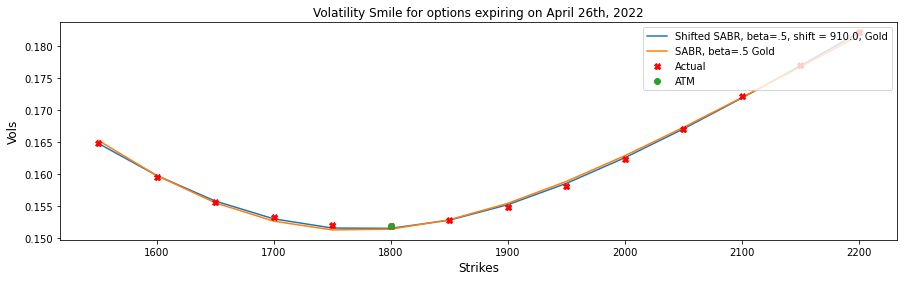 Volatility Smile for options expiring on April 26th, 2022
Shifted SABR, beta=.5, shift = 910.0, Gold
SABR, beta=.5 Gold
Actual
ATM
Vols
0.180
0.175
0.170
0.165
0.160
0.155
0.150
1600 1700 1800 1900 2000 2100 2200
Strikes